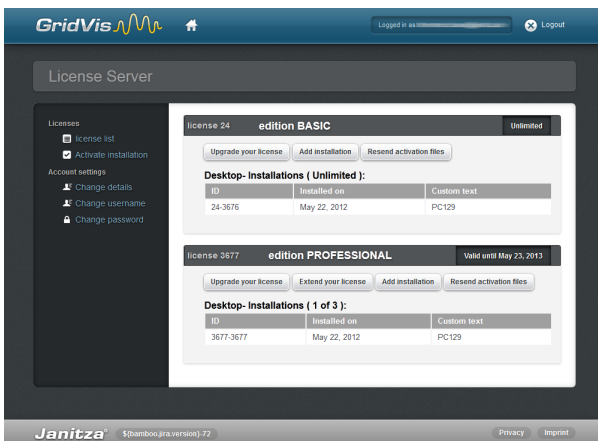 GridVis
Logged in as
Logout
License Server
Licenses
license list
Activate installation
Account settings
Change details
Change username
Change password
license 24 edition BASIC Unlimited
Upgrade your license Add installation Resend activation files
Desktop- Installations ( Unlimited ):
ID Installed on Custom text
24-3676 May 22, 2012 PC129
license 3677 edition PROFESSIONAL Valid until May 23, 2013
Upgrade your license Extend your license Add installation Resend activation files
Desktop- Installations ( 1 of 3 ):
ID Installed on Custom text
3677-3677 May 22, 2012 PC129
Janitza® ${bamboo.jira.version}-72 Privacy Imprint